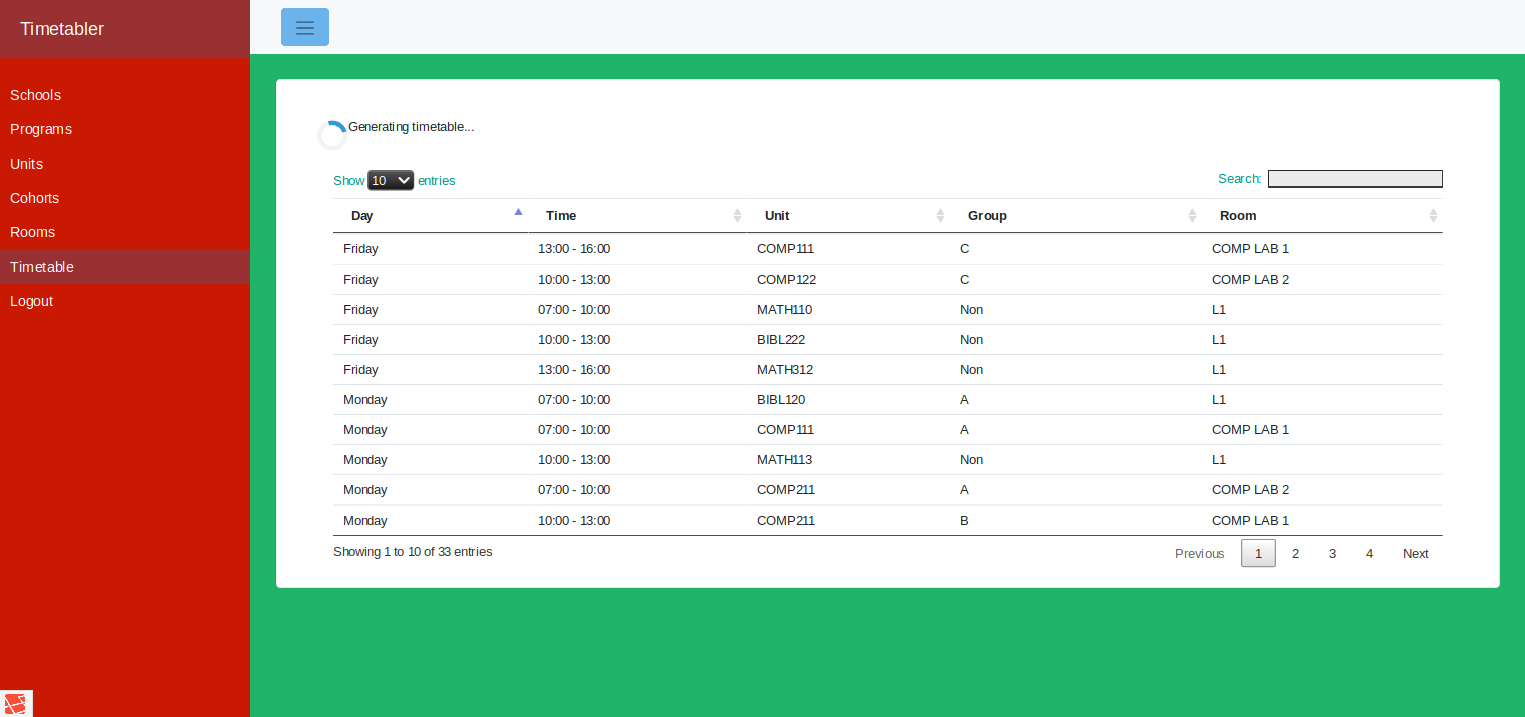 Timetabler
Schools
Programs
Units
Cohorts
Rooms
Timetable
Logout
Generating timetable...
Show 10 entries
Search:
Day Time Unit Group Room
Friday 13:00 - 16:00 COMP111 C COMP LAB 1
Friday 10:00 - 13:00 COMP122 C COMP LAB 2
Friday 07:00 - 10:00 MATH110 Non L1
Friday 10:00 - 13:00 BIBL222 Non L1
Friday 13:00 - 16:00 MATH312 Non L1
Monday 07:00 - 10:00 BIBL120 A L1
Monday 07:00 - 10:00 COMP111 A COMP LAB 1
Monday 10:00 - 13:00 MATH113 Non L1
Monday 07:00 - 10:00 COMP211 A COMP LAB 2
Monday 10:00 - 13:00 COMP211 B COMP LAB 1
Showing 1 to 10 of 33 entries
Previous 1 2 3 4 Next